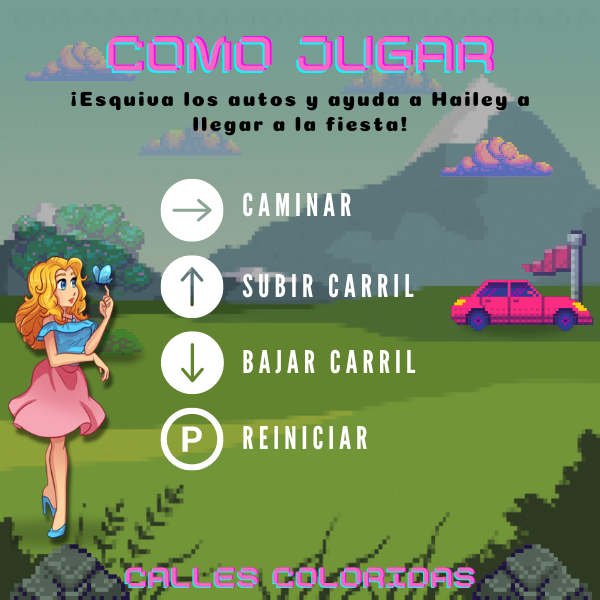 COMO JUGAR
¡Esquiva los autos y ayuda a Hailey a
llegar a la fiesta!
CAMINAR
SUBIR CARRIL
BAJAR CARRIL
P REINICIAR
CALLES COLORIDAS